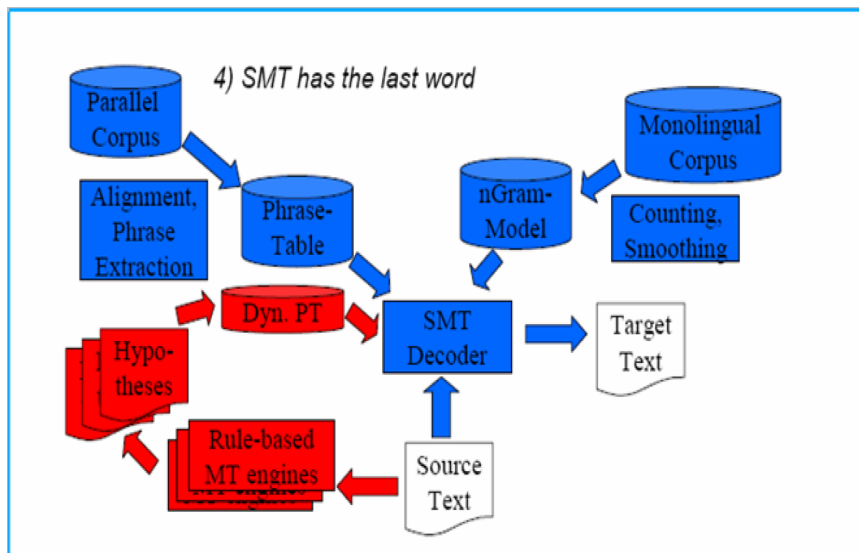 4) SMT has the last word
Parallel
Corpus
Monolingual
Corpus
Alignment,
Phrase
Extraction
Phrase-
Table
nGram-
Model
Counting,
Smoothing
Dyn. PT
SMT
Decoder
Target
Text
Hypo-
theses
Rule-based
MT engines
Source
Text